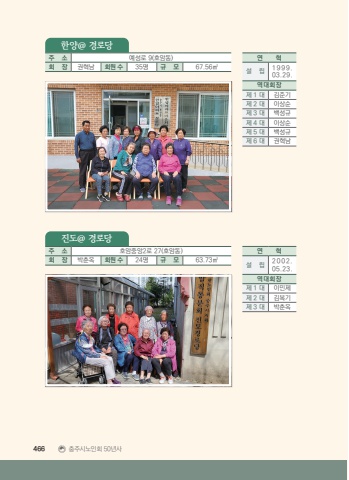 한양@ 경로당
주 소 예성로 9(호암동)
회 장 권혁남 회원 수 35명 규 모 67.56㎡
연 혁
설 립 1999. 03.29.
역대회장
제 1 대 김준기
제 2 대 이상순
제 3 대 백성규
제 4 대 이상순
제 5 대 백성규
제 6 대 권혁남
진도@ 경로당
주 소 호암중앙2로 27(호암동)
회 장 박춘옥 회원 수 24명 규 모 63.73㎡
연 혁
설 립 2002. 05.23.
역대회장
제 1 대 이민재
제 2 대 김복기
제 3 대 박춘옥
466 충주시노인회 50년사